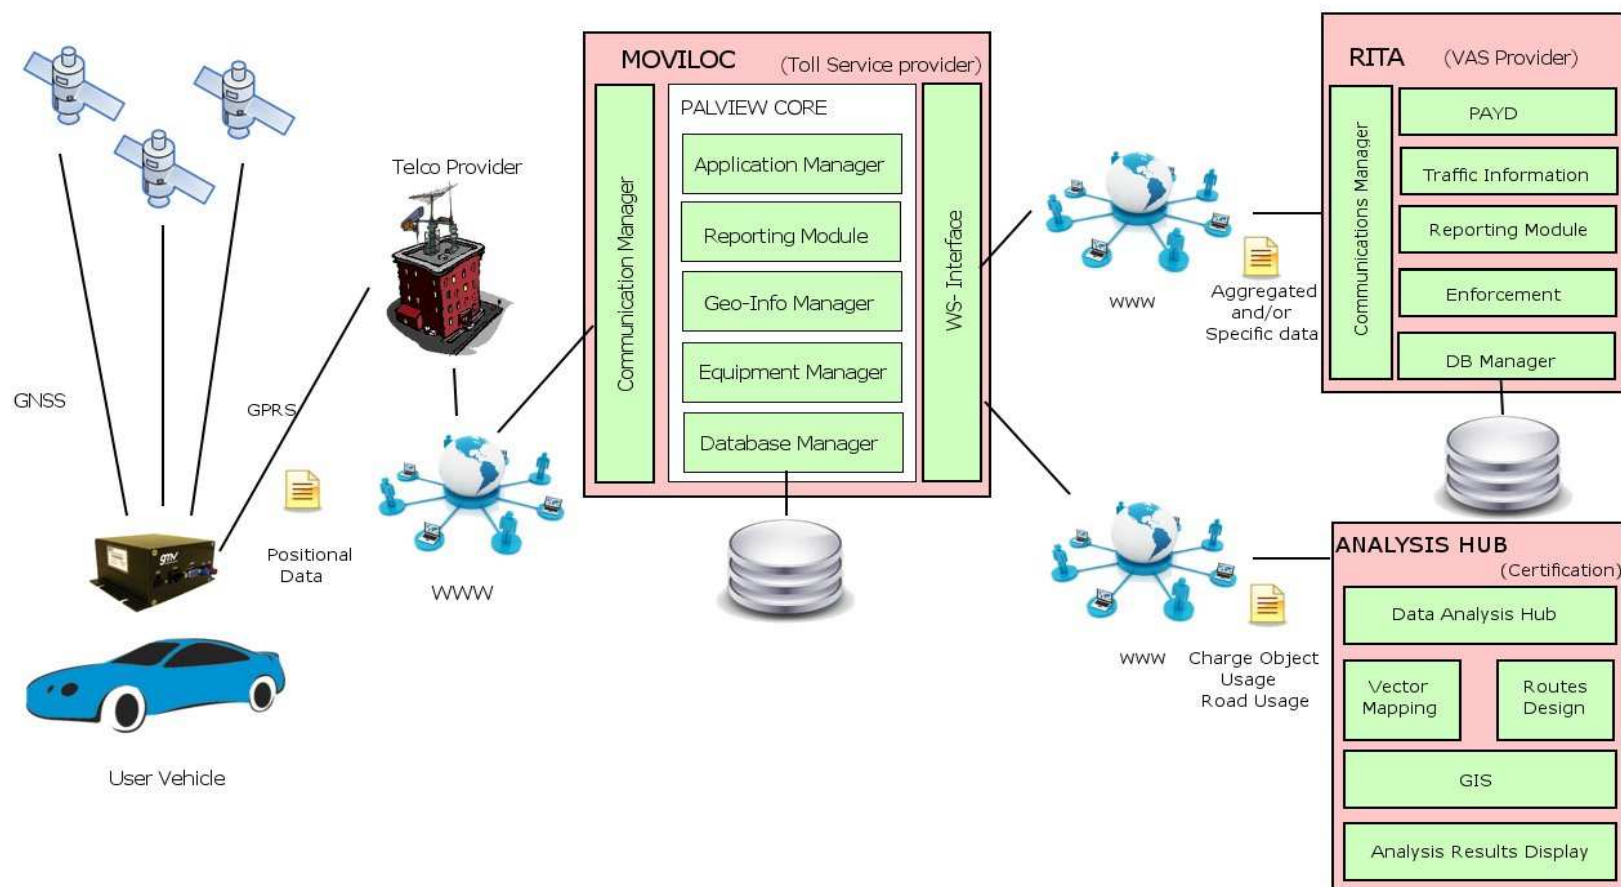 GNSS
GPRS
gmv
Positional
Data
User Vehicle
Telco Provider
WWW
MOVILOC
(Toll Service provider)
Communication Manager
PALVIEW CORE
Application Manager
Reporting Module
Geo-Info Manager
Equipment Manager
Database Manager
WS- Interface
www
Aggregated
and/or
Specific data
www
Charge Object
Usage
Road Usage
RITA
(VAS Provider)
Communications Manager
PAYD
Traffic Information
Reporting Module
Enforcement
DB Manager
ANALYSIS HUB
(Certification)
Data Analysis Hub
Vector
Mapping
Routes
Design
GIS
Analysis Results Display